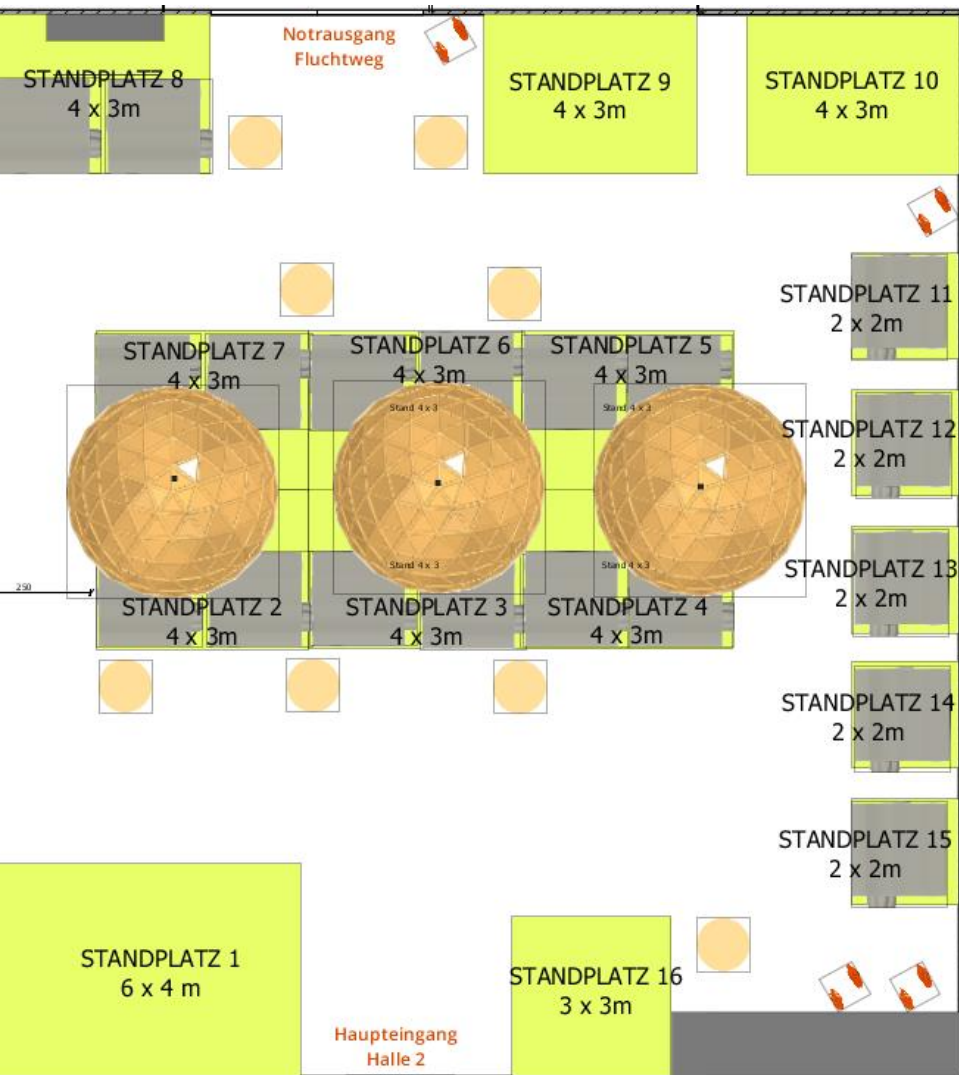 Notrausgang
Fluchtweg
STANDPLATZ 8
4 x 3m
STANDPLATZ 9
4 x 3m
STANDPLATZ 10
4 x 3m
STANDPLATZ 11
2 x 2m
STANDPLATZ 7
4 x 3m
STANDPLATZ 6
4 x 3m
STANDPLATZ 5
4 x 3m
Stand 4 x 3
Stand 4 x 3
STANDPLATZ 12
2 x 2m
Stand 4 x 3
Stand 4 x 3
STANDPLATZ 13
2 x 2m
250
STANDPLATZ 2
4 x 3m
STANDPLATZ 3
4 x 3m
STANDPLATZ 4
4 x 3m
STANDPLATZ 14
2 x 2m
STANDPLATZ 15
2 x 2m
STANDPLATZ 1
6 x 4 m
STANDPLATZ 16
3 x 3m
Haupteingang
Halle 2